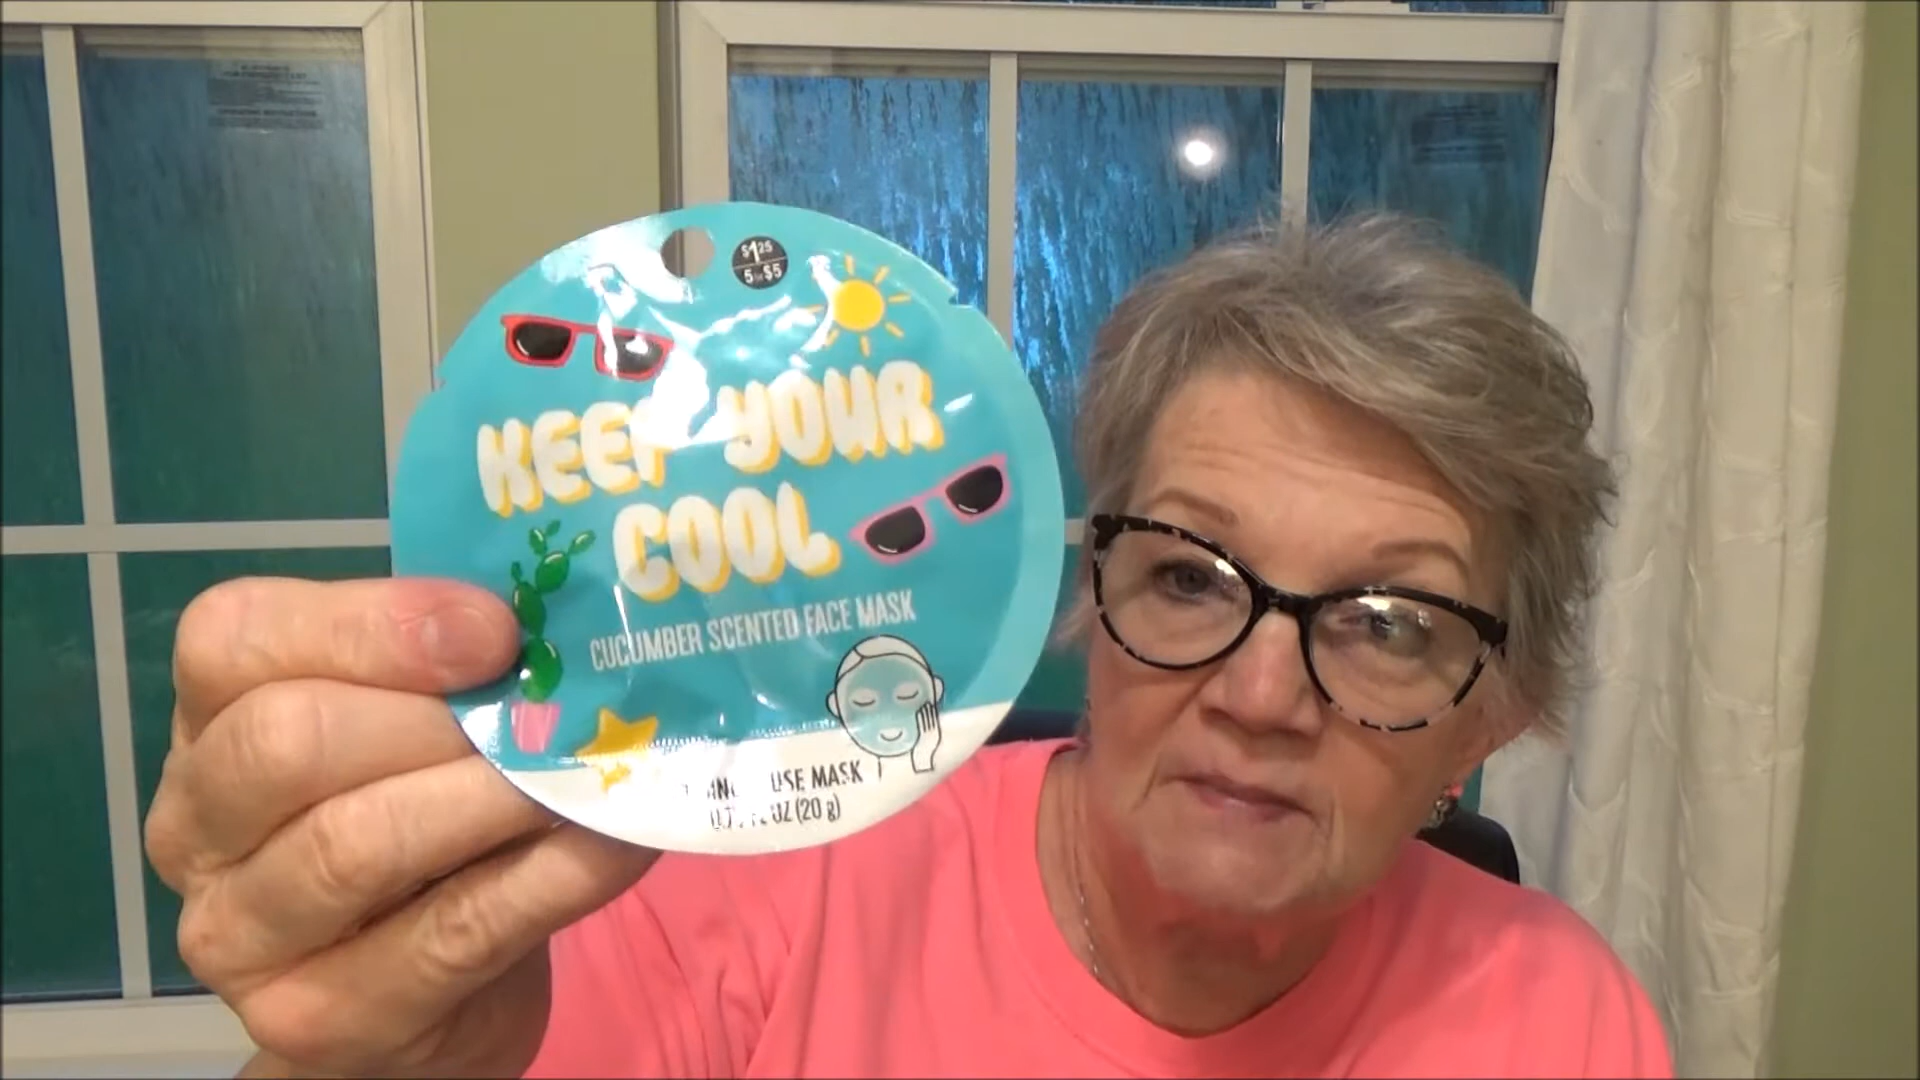 $1.25
5 for $5
KEEP YOUR
COOL
CUCUMBER SCENTED FACE MASK
USE MASK
OZ (20 g)